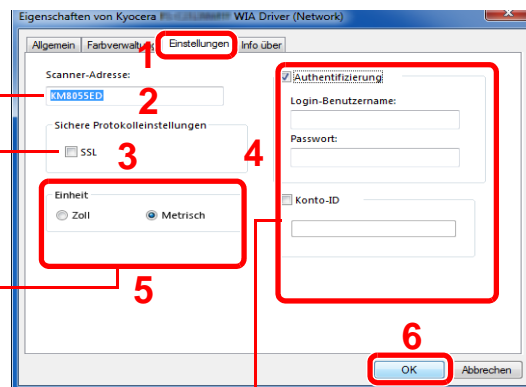 Eigenschaften von Kyocera WIA Driver (Network)
Allgemein Farbverwaltung Einstellungen Info über
1
Scanner-Adresse:
KM8055ED
2
Sichere Protokolleinstellungen
SSL
3
Einheit
Zoll Metrisch
5
4
Authentifizierung
Login-Benutzername:
Passwort:
Konto-ID
6
OK Abbrechen